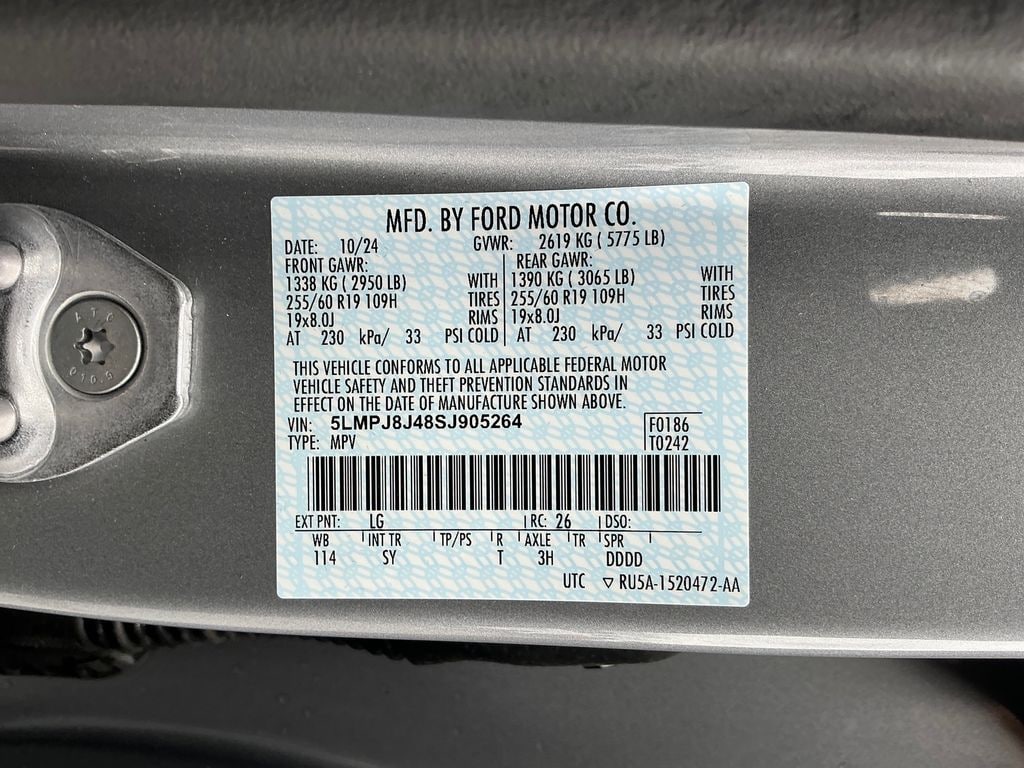 MFD. BY FORD MOTOR CO.
DATE: 10/24 GVWR: 2619 KG ( 5775 LB)
FRONT GAWR: REAR GAWR:
1338 KG ( 2950 LB) WITH 1390 KG ( 3065 LB) WITH
255/60 R19 109H TIRES 255/60 R19 109H TIRES
19x8.0J RIMS 19x8.0J RIMS
AT 230 kPa/ 33 PSI COLD AT 230 kPa/ 33 PSI COLD
THIS VEHICLE CONFORMS TO ALL APPLICABLE FEDERAL MOTOR
VEHICLE SAFETY AND THEFT PREVENTION STANDARDS IN
EFFECT ON THE DATE OF MANUFACTURE SHOWN ABOVE.
VIN: 5LMPJ8J48SJ905264 F0186
TYPE: MPV T0242
EXT PNT: LG RC: 26 DSO:
WB INT TR TP/PS R AXLE TR SPR
114 SY T 3H DDDD
UTC ▽ RU5A-1520472-AA
ATC
010.9